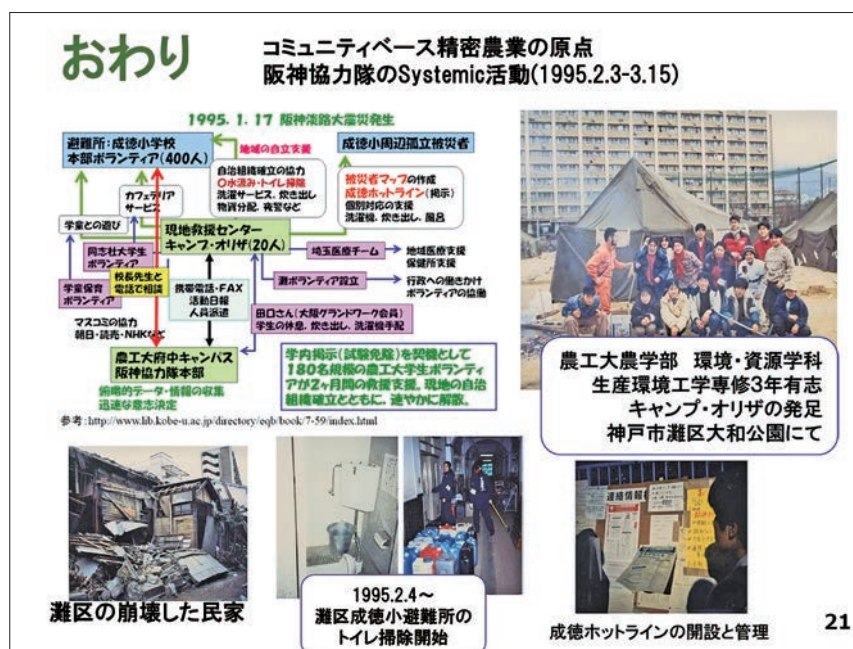 おわり
コミュニティベース精密農業の原点
阪神協力隊のSystemic活動(1995.2.3-3.15)
1995. 1. 17 阪神淡路大震災発生
避難所：成徳小学校
本部ボランティア(400人)
地域の自立支援
成徳小周辺孤立被災者
自治組織確立の協力
〇水汲み・トイレ掃除
洗濯サービス、炊き出し
物資分配、夜警など
被災者マップの作成
成徳ホットライン(掲示)
個別対応の支援
洗濯機、炊き出し、風呂
カフェテリア
サービス
学童との遊び
現地救援センター
キャンプ・オリザ(20人)
同志社大学生
ボランティア
埼玉医療チーム
地域医療支援
保健所支援
校長先生と
電話で相談
学童保育
ボランティア
携帯電話・FAX
活動日報
人員派遣
灘ボランティア設立
行政への働きかけ
ボランティアの協働
田口さん(大阪グランドワーク会員)
学生の休息、炊き出し、洗濯機手配
マスコミの協力
朝日・読売・NHKなど
農工大府中キャンパス
阪神協力隊本部
俯瞰的データ・情報の収集
迅速な意志決定
学内掲示(試験免除)を契機として
180名規模の農工大学生ボランティ
アが2ヶ月間の救援支援。現地の自治
組織確立とともに、速やかに解散。
参考：http://www.lib.kobe-u.ac.jp/directory/eqb/book/7-59/index.html
農工大農学部 環境・資源学科
生産環境工学専修3年有志
キャンプ・オリザの発足
神戸市灘区大和公園にて
灘区の崩壊した民家
1995.2.4～
灘区成徳小避難所の
トイレ掃除開始
連絡情報
成徳ホットラインの開設と管理
21